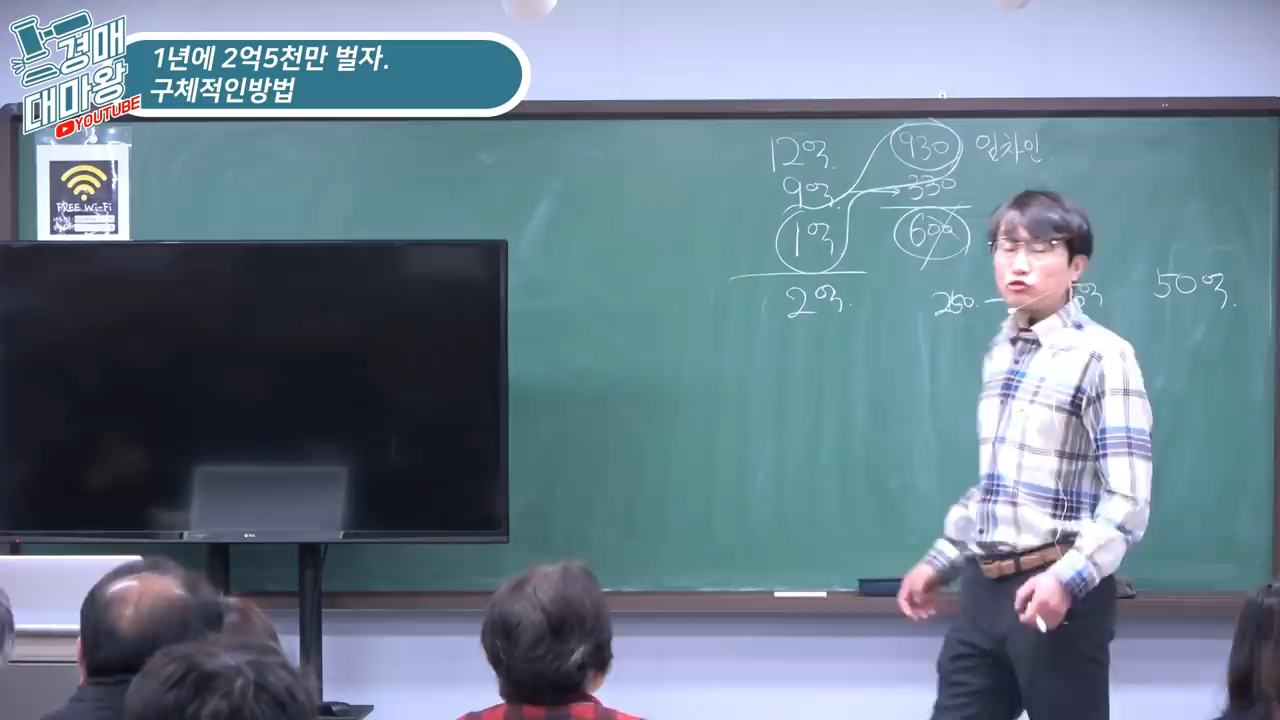 경매
대마왕
YOUTUBE
1년에 2억5천만 벌자.
구체적인방법
FREE Wi-Fi
12억.
9억.
1억
2억.
930 임차인.
330
600
250.
5억
50억.